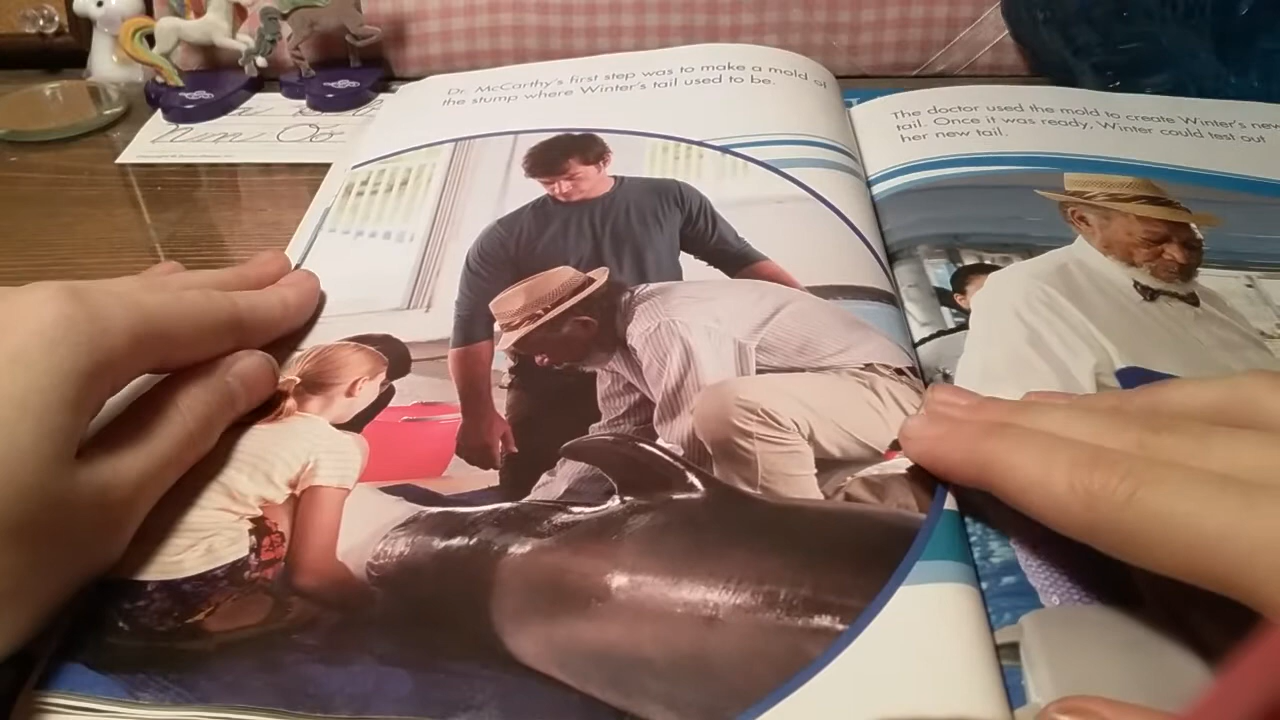 Dr. McCarthy's first step was to make a mold of
the stump where Winter's tail used to be.
The doctor used the mold to create Winter's new
tail. Once it was ready, Winter could test out
her new tail.
Nini Oo